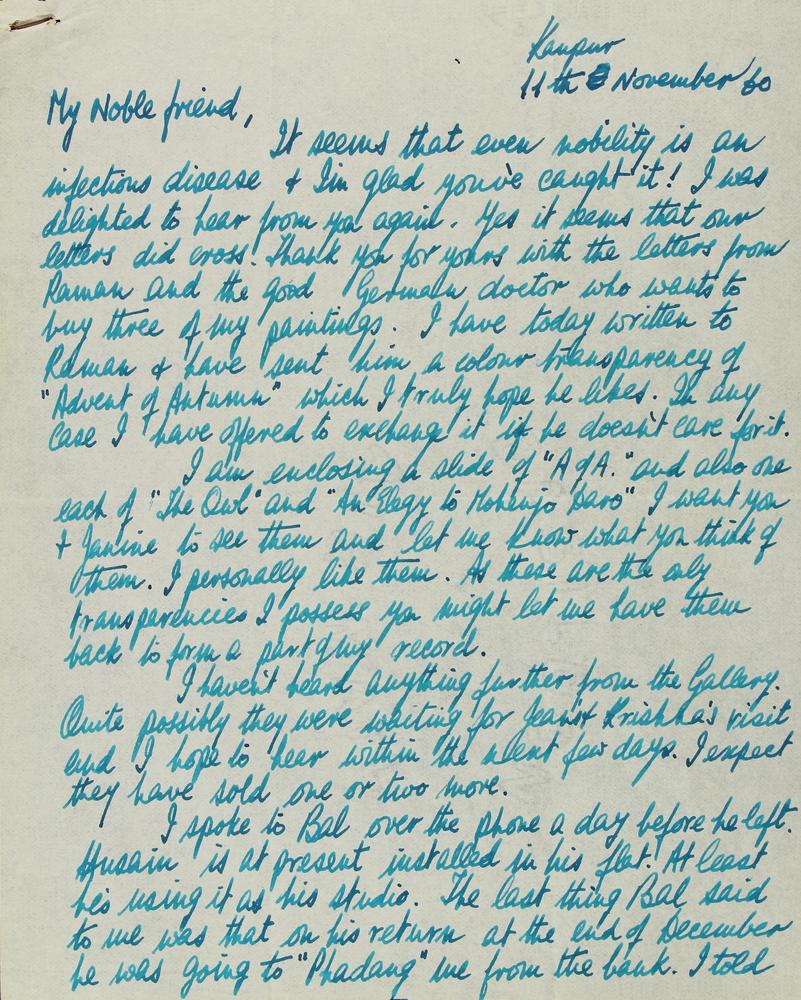 Kanpur
11th November 60
My Noble friend,
It seems that even nobility is an
infectious disease & I'm glad you've caught it! I was
delighted to hear from you again. Yes it seems that our
letters did cross. Thank you for yours with the letters from
Raman and the good German doctor who wants to
buy three of my paintings. I have today written to
Raman & have sent him a colour transparency of
"Advent of Autumn" which I truly hope he likes. In any
case I have offered to exchange it if he doesn't care for it.
I am enclosing a slide of "A of A." and also one
each of "The Owl" and "An Elegy to Mohenjo Daro" I want you
& Janine to see them and let me know what you think of
them. I personally like them. As these are the only
transparencies I possess you might let me have them
back to form a part of my record.
I haven't heard anything further from the Gallery.
Quite possibly they were waiting for Jean & Krishna's visit
and I hope to hear within the next few days. I expect
they have sold one or two more.
I spoke to Bal over the phone a day before he left.
Husain is at present installed in his flat! At least
he's using it as his studio. The last thing Bal said
to me was that on his return at the end of December
he was going to "Phadang" me from the bank. I told